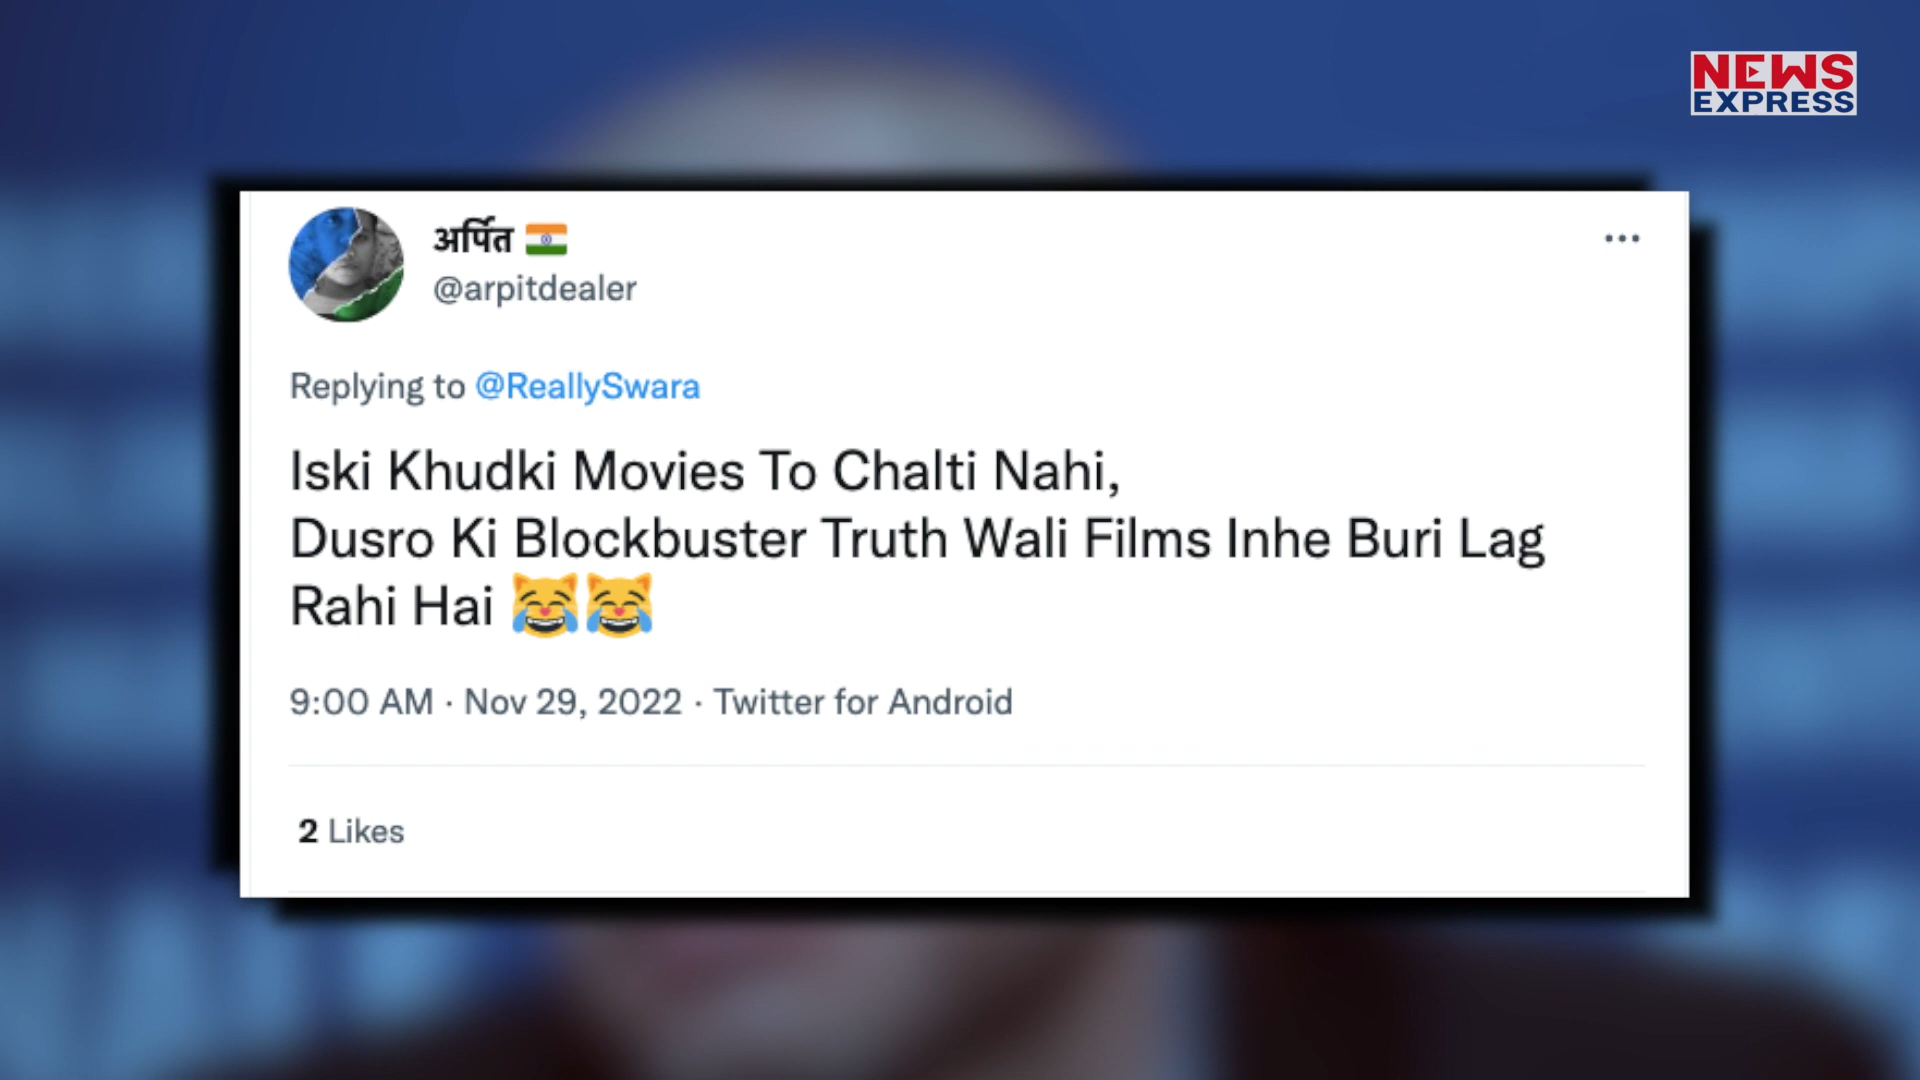 NEWS
EXPRESS
अर्पित 🇮🇳
@arpitdealer
Replying to @ReallySwara
Iski Khudki Movies To Chalti Nahi,
Dusro Ki Blockbuster Truth Wali Films Inhe Buri Lag
Rahi Hai 😹😹
9:00 AM · Nov 29, 2022 · Twitter for Android
2 Likes